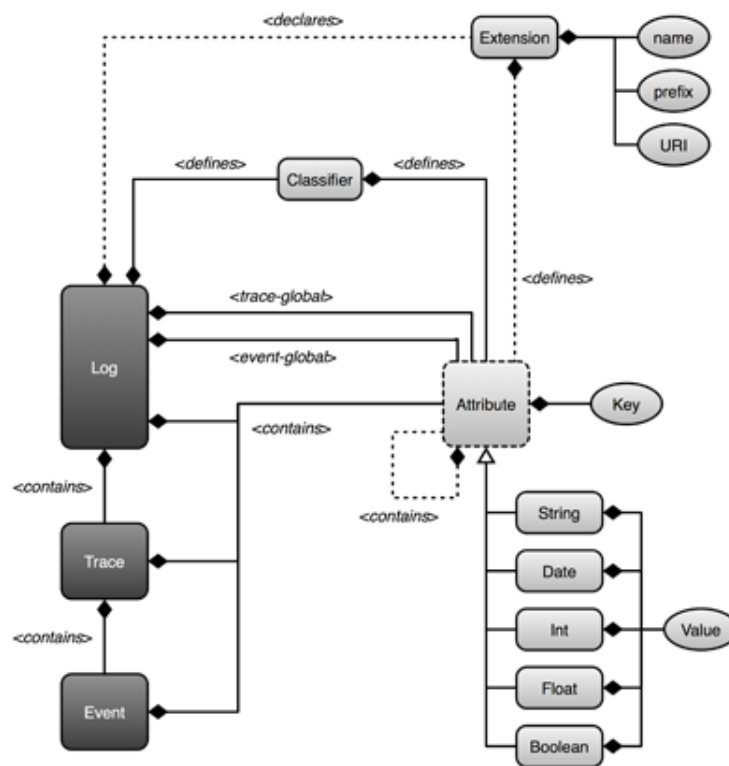 <declares>
Extension
name
prefix
URI
<defines>
Classifier
<defines>
<trace-global>
<defines>
<event-global>
Log
Attribute
Key
<contains>
<contains>
<contains>
String
Trace
Date
<contains>
Int
Value
Event
Float
Boolean